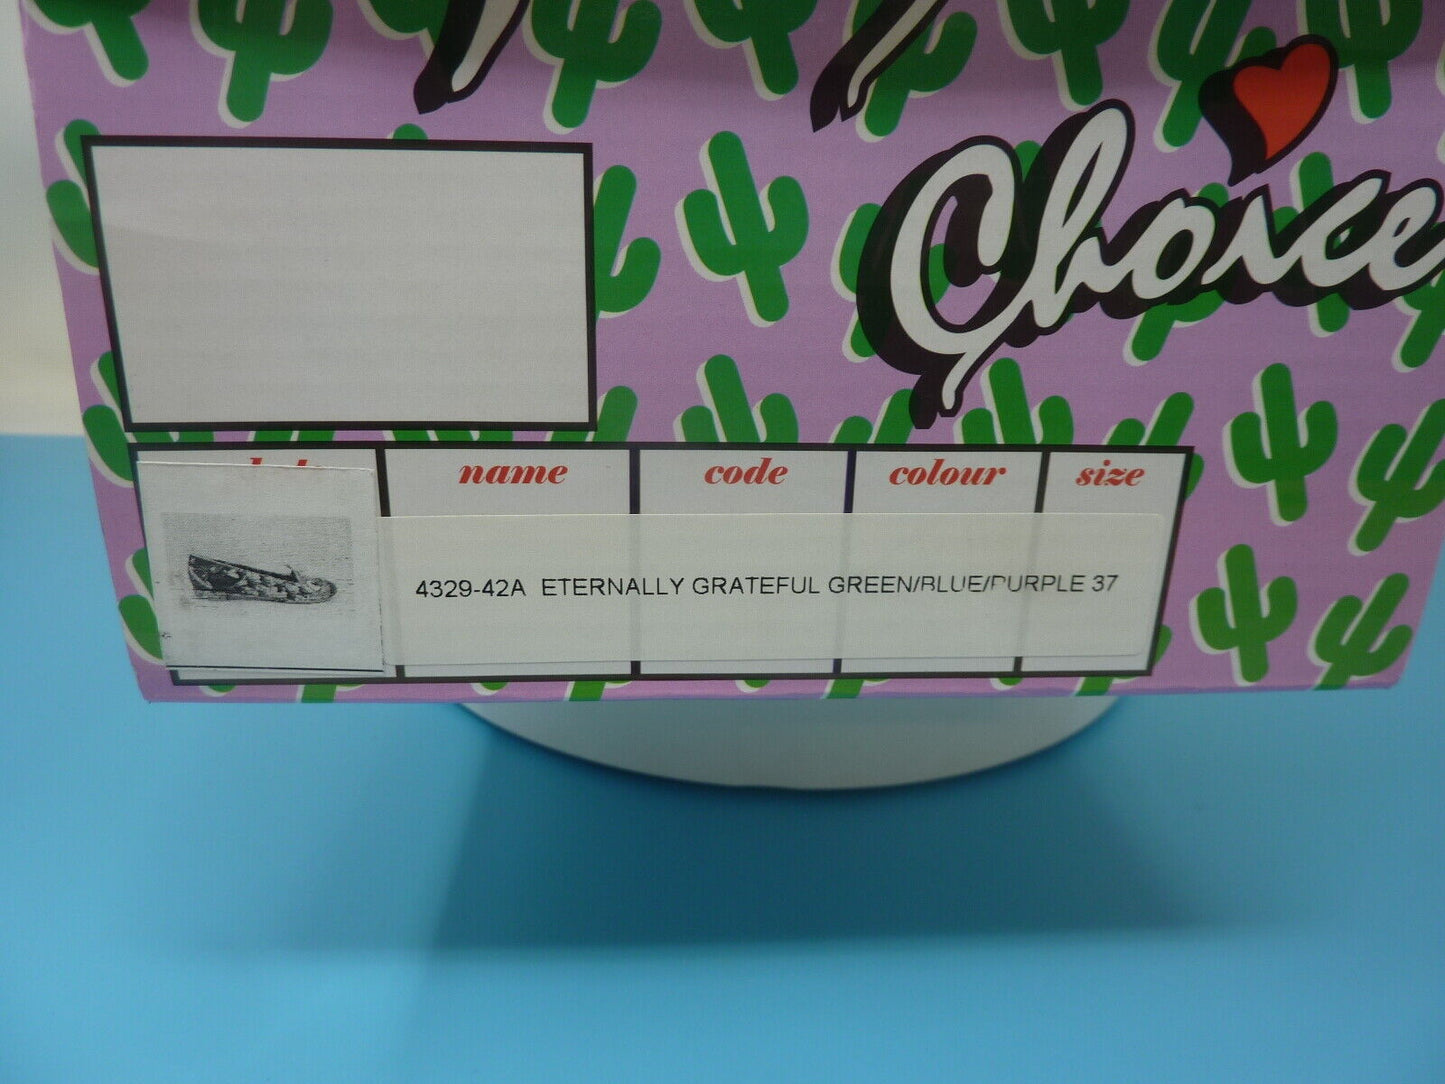 Choice
name code colour size
4329-42A ETERNALLY GRATEFUL GREEN/BLUE/PURPLE 37